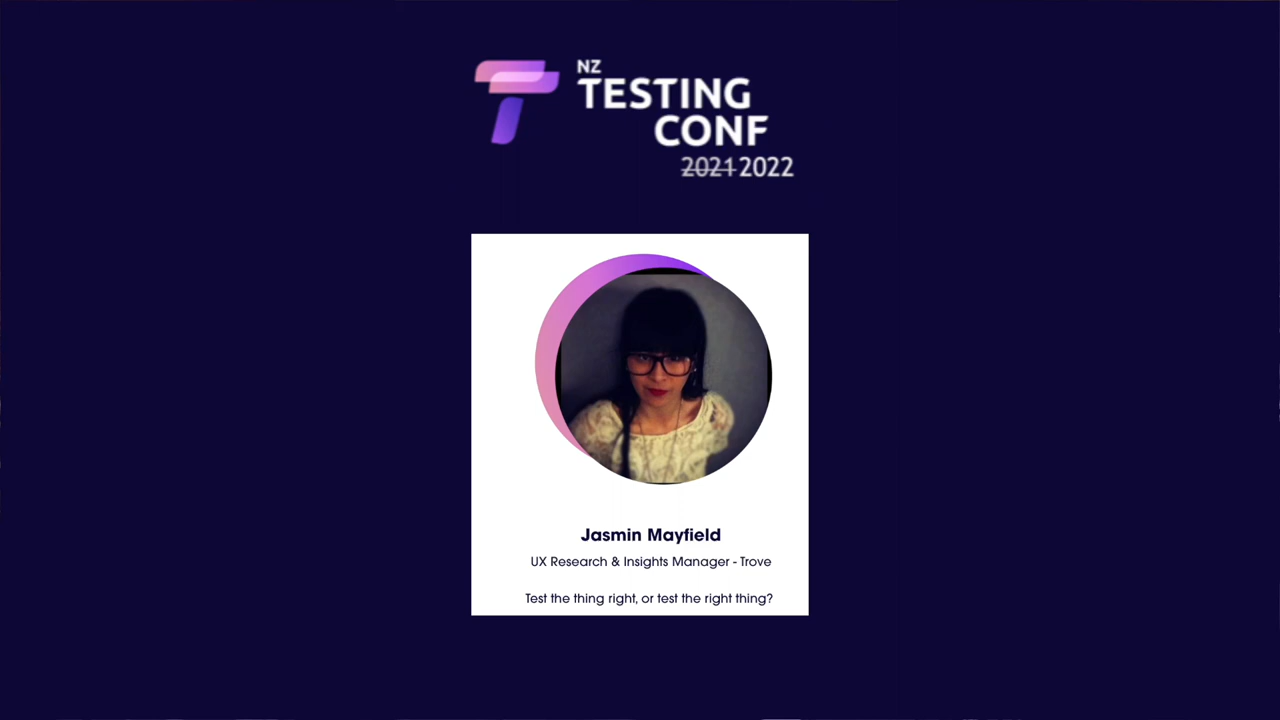 NZ
TESTING
CONF
2021 2022
Jasmin Mayfield
UX Research & Insights Manager - Trove
Test the thing right, or test the right thing?